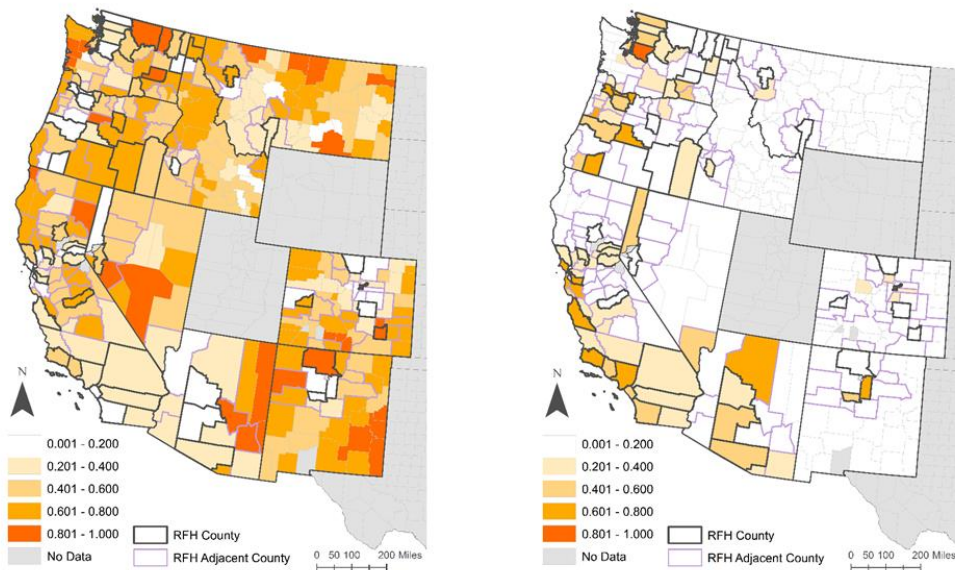 N
0.001 - 0.200
0.201 - 0.400
0.401 - 0.600
0.601 - 0.800
0.801 - 1.000
No Data
RFH County
RFH Adjacent County
0 50 100 200 Miles
N
0.001 - 0.200
0.201 - 0.400
0.401 - 0.600
0.601 - 0.800
0.801 - 1.000
No Data
RFH County
RFH Adjacent County
0 50 100 200 Miles